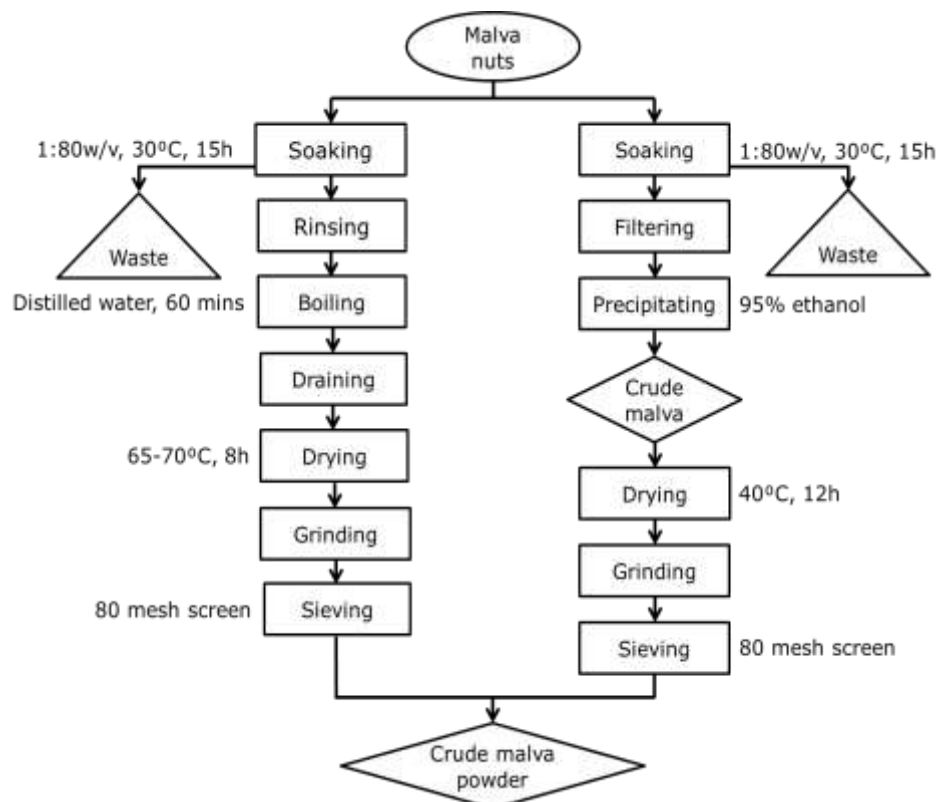 Malva
nuts
1:80w/v, 30ºC, 15h
Soaking
Soaking
1:80w/v, 30ºC, 15h
Waste
Rinsing
Filtering
Waste
Distilled water, 60 mins
Boiling
Precipitating
95% ethanol
Draining
Crude
malva
65-70ºC, 8h
Drying
Drying
40ºC, 12h
Grinding
Grinding
80 mesh screen
Sieving
Sieving
80 mesh screen
Crude malva
powder